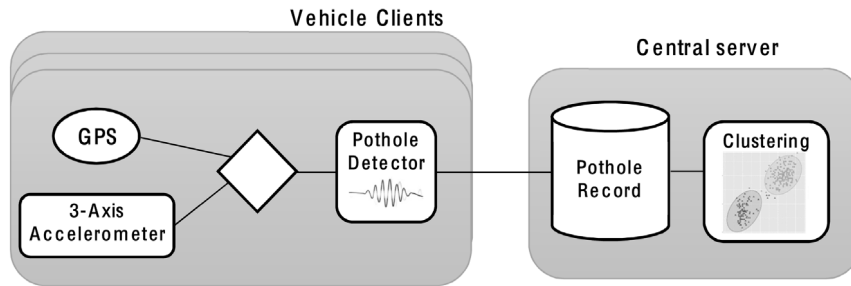 Vehicle Clients
Central server
GPS
3-Axis
Accelerometer
Pothole
Detector
Pothole
Record
Clustering